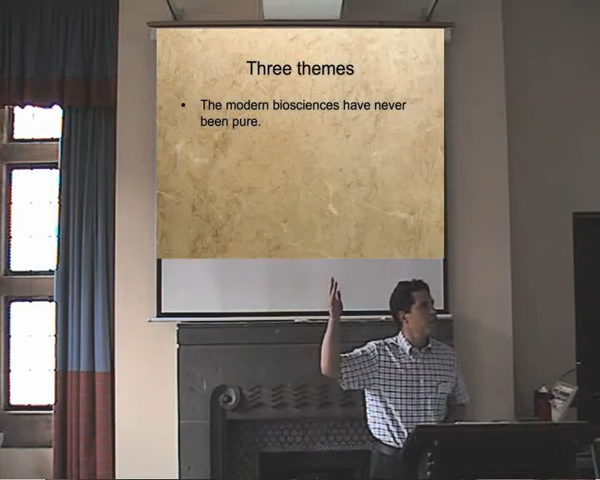 Three themes
• The modern biosciences have never
been pure.